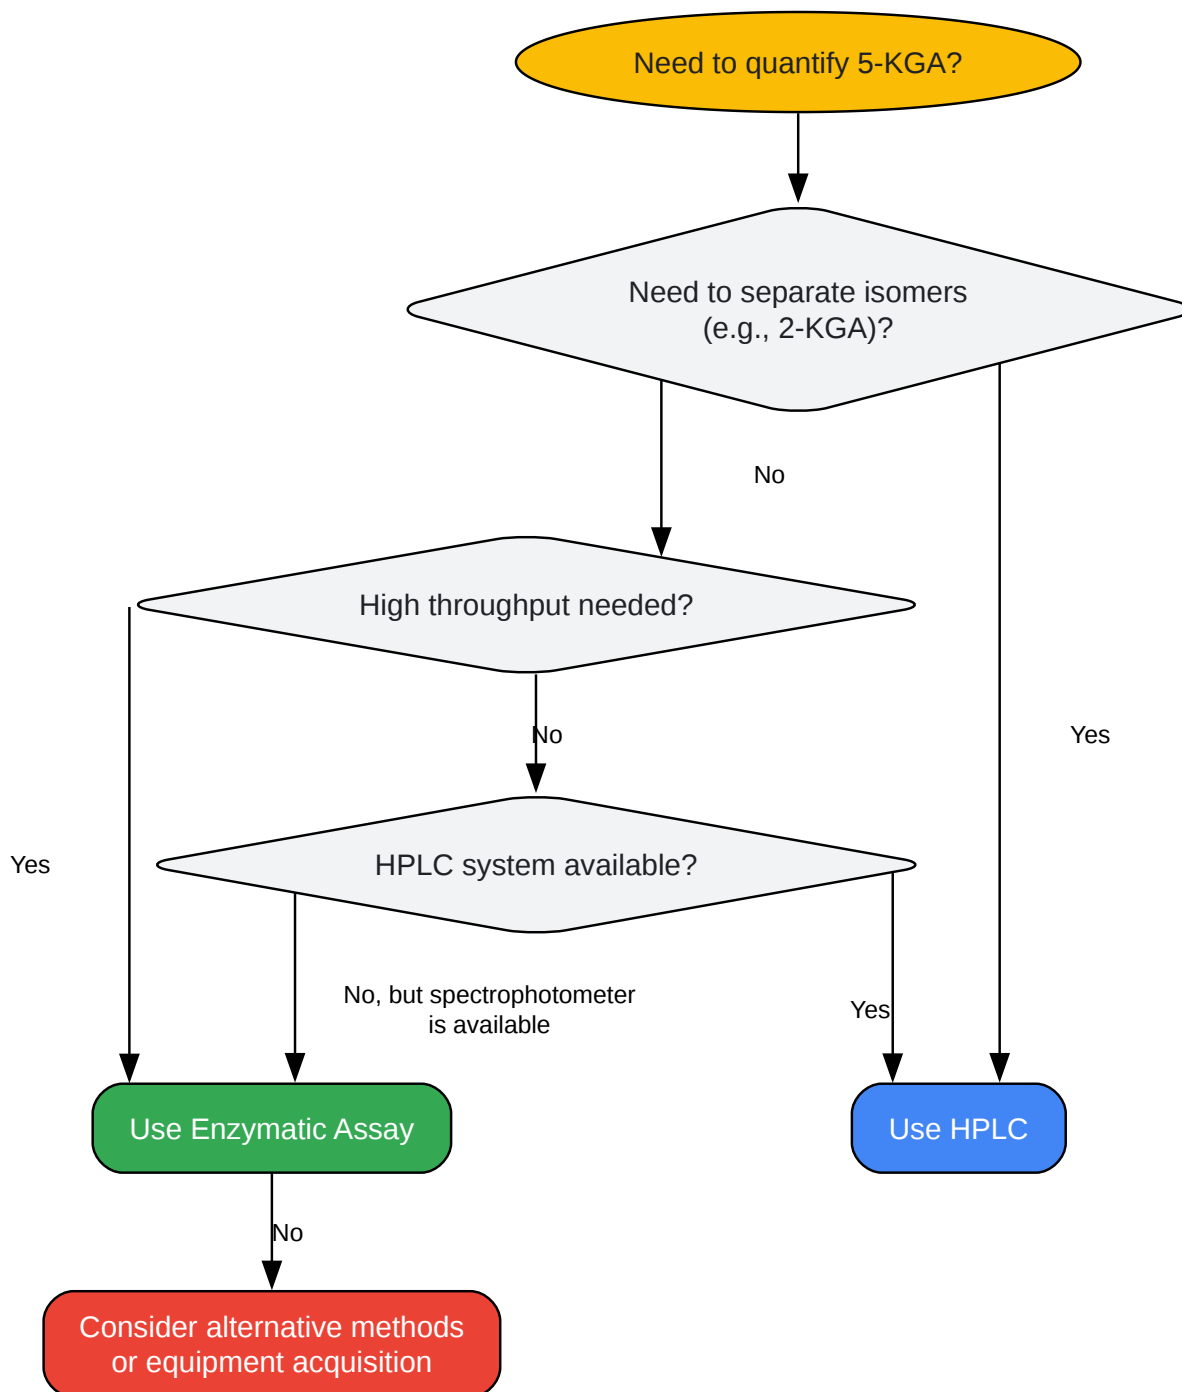 Need to quantify 5-KGA?
Need to separate isomers
(e.g., 2-KGA)?
No
High throughput needed?
No
Yes
HPLC system available?
Yes
No, but spectrophotometer
is available
Yes
Use Enzymatic Assay
Use HPLC
No
Consider alternative methods
or equipment acquisition